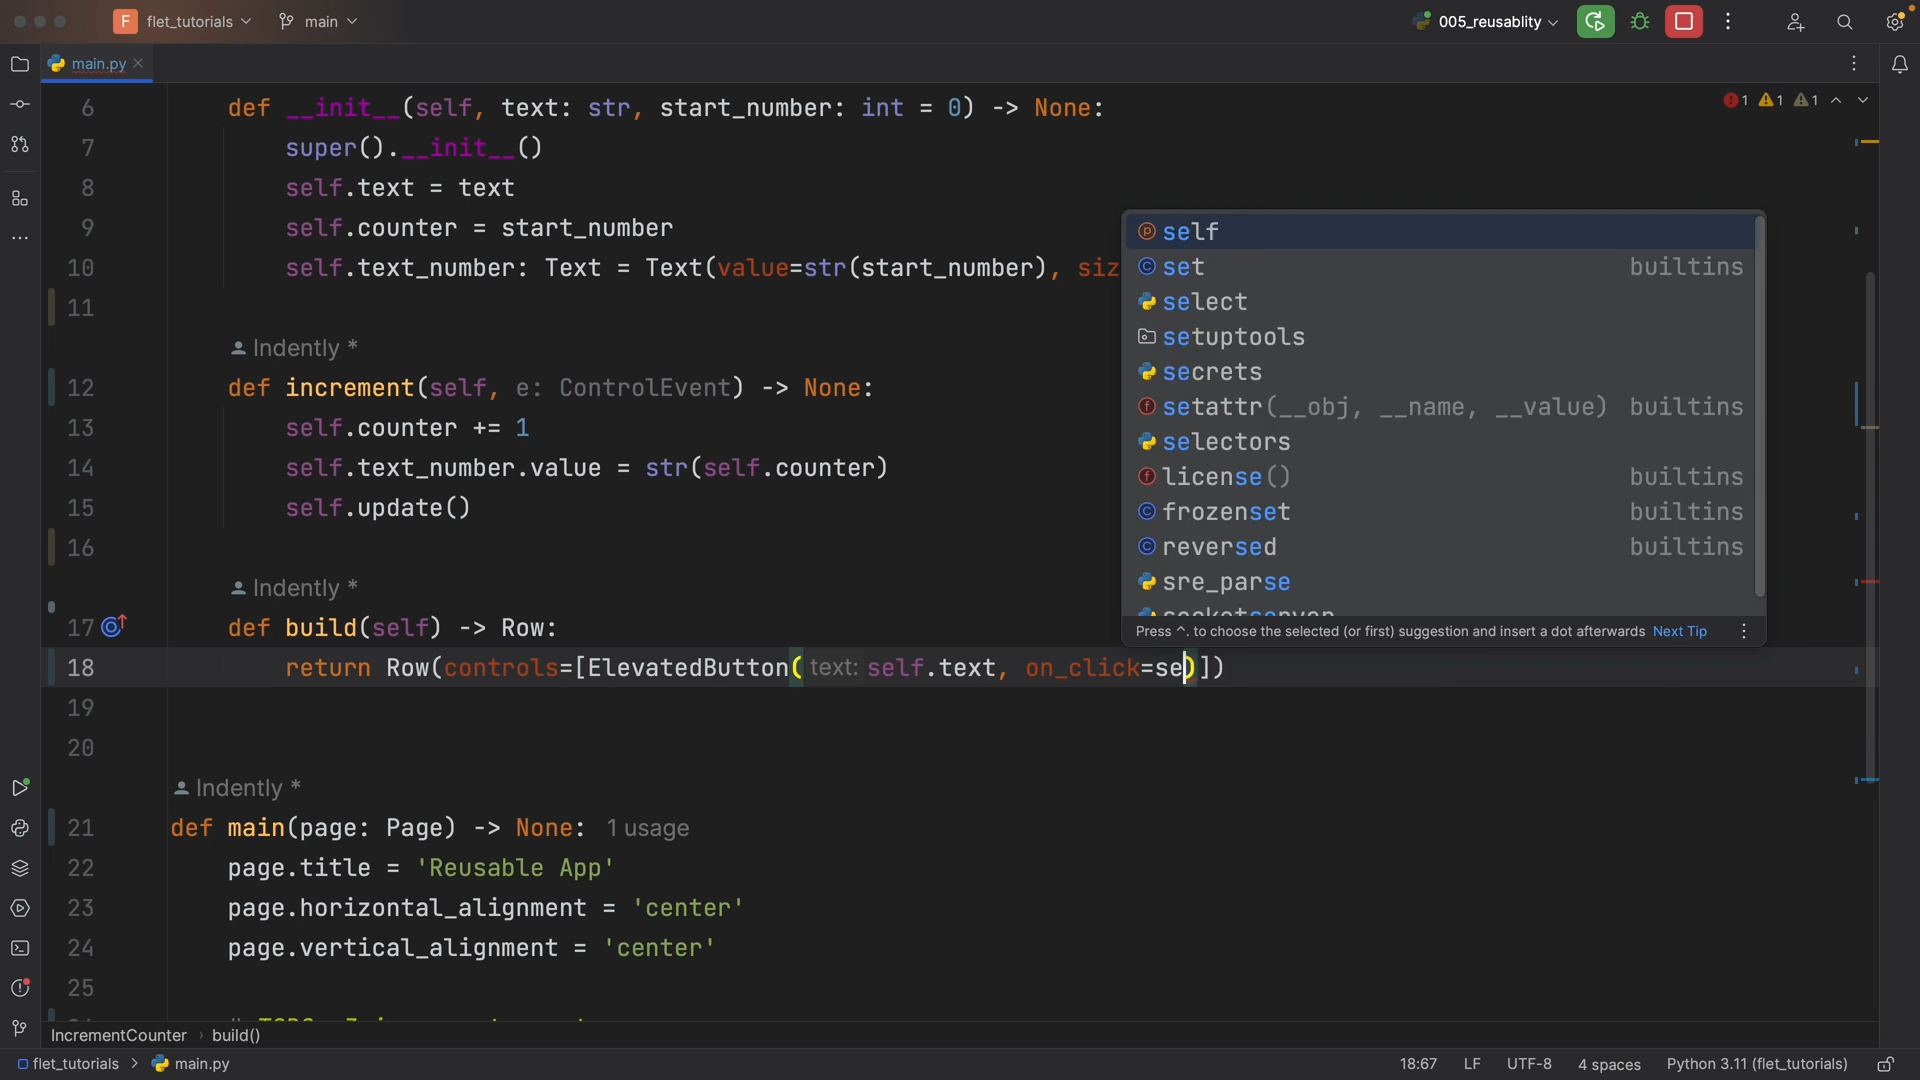 F flet_tutorials main 005_reusablity
main.py
6 def __init__(self, text: str, start_number: int = 0) -> None:
1 1 1
7 super().__init__()
8 self.text = text
9 self.counter = start_number
10 self.text_number: Text = Text(value=str(start_number), siz
11
Indently *
12 def increment(self, e: ControlEvent) -> None:
13 self.counter += 1
14 self.text_number.value = str(self.counter)
15 self.update()
16
Indently *
17 def build(self) -> Row:
18 return Row(controls=[ElevatedButton( text: self.text, on_click=se)])
19
20
Indently *
21 def main(page: Page) -> None: 1 usage
22 page.title = 'Reusable App'
23 page.horizontal_alignment = 'center'
24 page.vertical_alignment = 'center'
25
self
set builtins
select
setuptools
secrets
setattr(__obj, __name, __value) builtins
selectors
license() builtins
frozenset builtins
reversed builtins
sre_parse
Press ^. to choose the selected (or first) suggestion and insert a dot afterwards Next Tip
IncrementCounter › build()
flet_tutorials > main.py 18:67 LF UTF-8 4 spaces Python 3.11 (flet_tutorials)